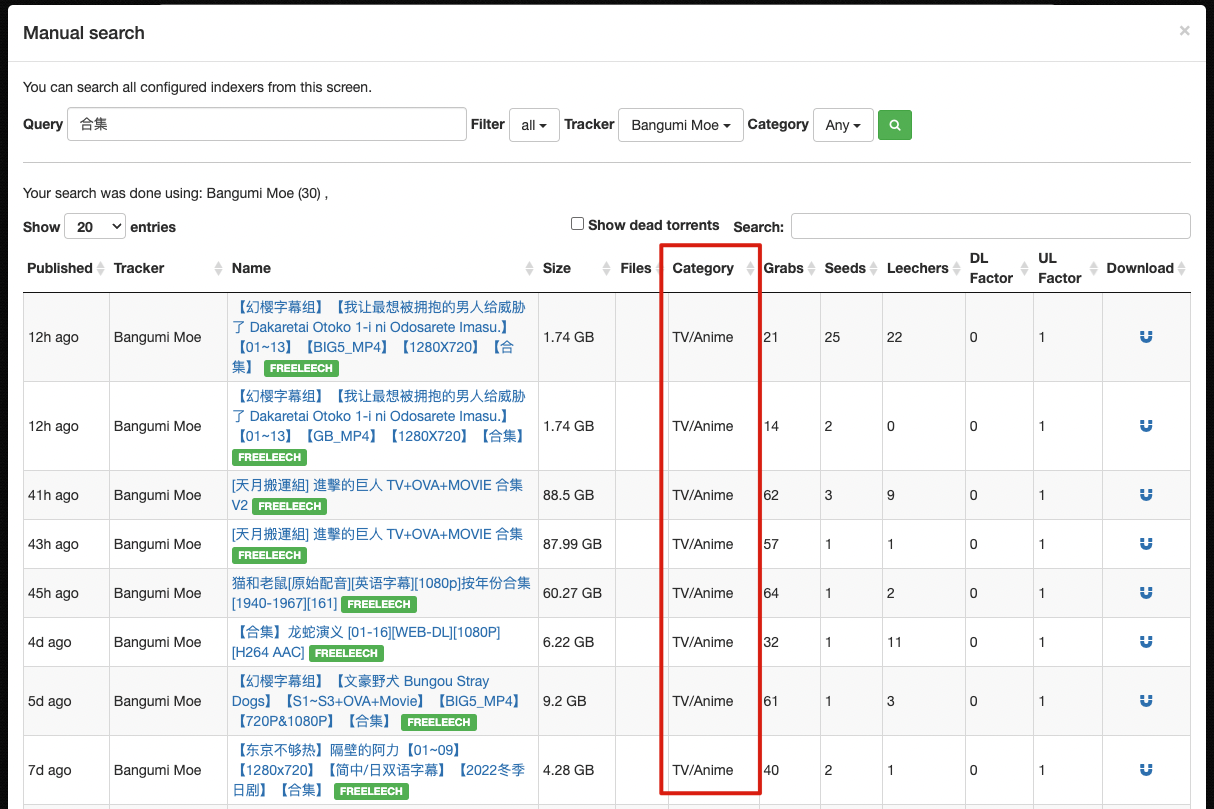 Manual search
×
You can search all configured indexers from this screen.
Query 合集 Filter all Tracker Bangumi Moe Category Any
Your search was done using: Bangumi Moe (30) ,
Show 20 entries Show dead torrents Search:
Published Tracker Name Size Files Category Grabs Seeds Leechers DL Factor UL Factor Download
12h ago Bangumi Moe 【幻樱字幕组】【我让最想被拥抱的男人给威胁
了 Dakaretai Otoko 1-i ni Odosarete Imasu.】
【01~13】【BIG5_MP4】【1280X720】【合
集】 FREELEECH 1.74 GB TV/Anime 21 25 22 0 1
12h ago Bangumi Moe 【幻樱字幕组】【我让最想被拥抱的男人给威胁
了 Dakaretai Otoko 1-i ni Odosarete Imasu.】
【01~13】【GB_MP4】【1280X720】【合集】
FREELEECH 1.74 GB TV/Anime 14 2 0 0 1
41h ago Bangumi Moe [天月搬運組] 進擊的巨人 TV+OVA+MOVIE 合集
V2 FREELEECH 88.5 GB TV/Anime 62 3 9 0 1
43h ago Bangumi Moe [天月搬運組] 進擊的巨人 TV+OVA+MOVIE 合集
FREELEECH 87.99 GB TV/Anime 57 1 1 0 1
45h ago Bangumi Moe 猫和老鼠[原始配音][英语字幕][1080p]按年份合集
[1940-1967][161] FREELEECH 60.27 GB TV/Anime 64 1 2 0 1
4d ago Bangumi Moe 【合集】龙蛇演义 [01-16][WEB-DL][1080P]
[H264 AAC] FREELEECH 6.22 GB TV/Anime 32 1 11 0 1
5d ago Bangumi Moe 【幻樱字幕组】【文豪野犬 Bungou Stray
Dogs】【S1~S3+OVA+Movie】【BIG5_MP4】
【720P&1080P】【合集】 FREELEECH 9.2 GB TV/Anime 61 1 3 0 1
7d ago Bangumi Moe 【东京不够热】隔壁的阿力【01~09】
【1280x720】【简中/日双语字幕】【2022冬季
日剧】【合集】 FREELEECH 4.28 GB TV/Anime 40 2 1 0 1